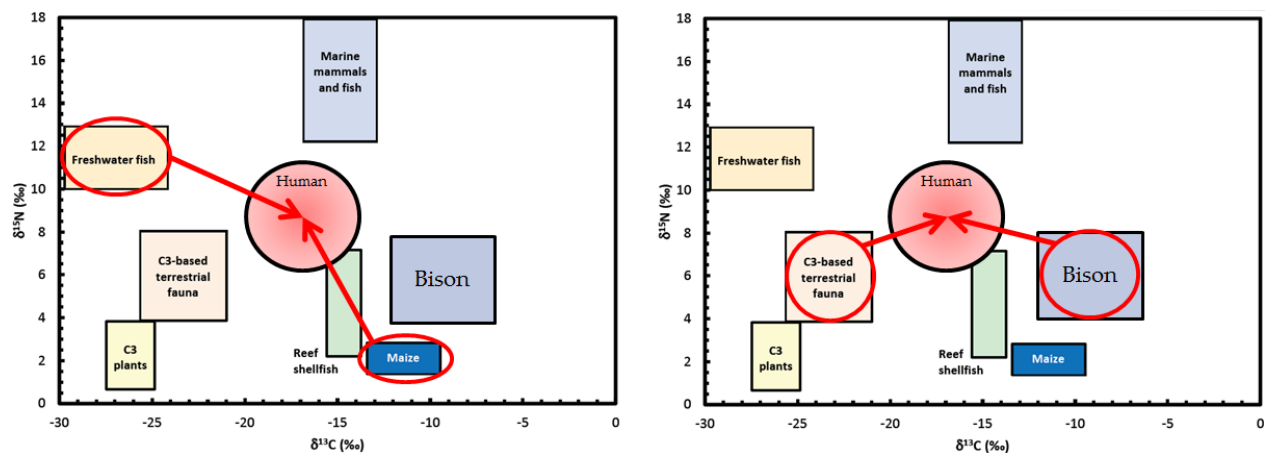 18
16
14
12
10
8
6
4
2
0
δ¹⁵N (‰)
Marine
mammals
and fish
Freshwater fish
Human
C3-based
terrestrial
fauna
Bison
C3
plants
Reef
shellfish
Maize
-30
-25
-20
-15
-10
-5
0
δ¹³C (‰)
18
16
14
12
10
8
6
4
2
0
δ¹⁵N (‰)
Marine
mammals
and fish
Freshwater fish
Human
C3-based
terrestrial
fauna
Bison
C3
plants
Reef
shellfish
Maize
-30
-25
-20
-15
-10
-5
0
δ¹³C (‰)